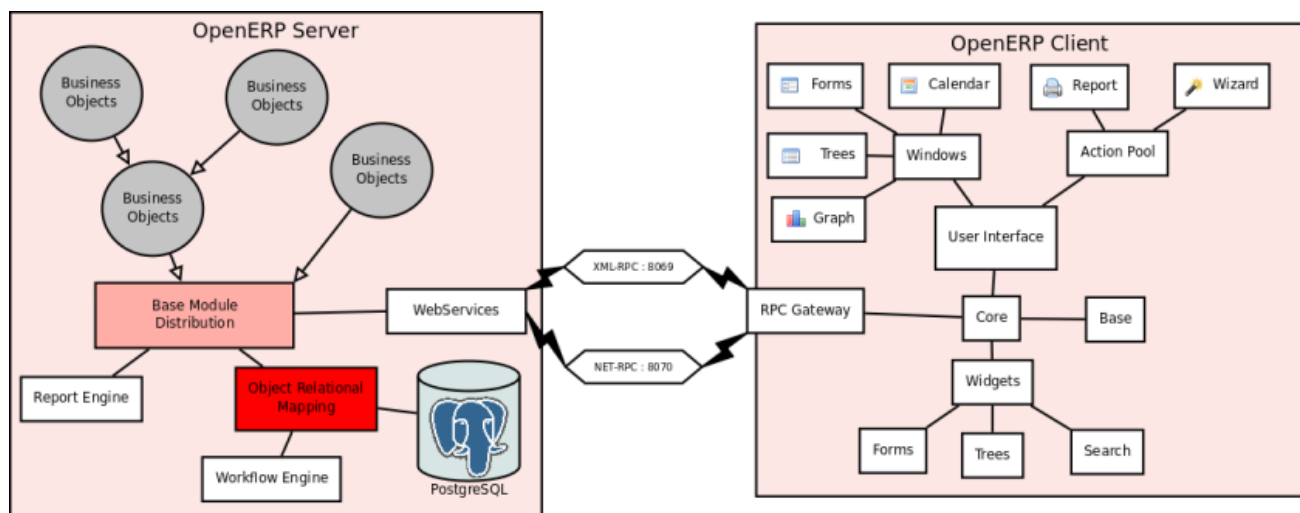 OpenERP Server
Business
Objects
Business
Objects
Business
Objects
Business
Objects
Base Module
Distribution
WebServices
Report Engine
Object Relational
Mapping
Workflow Engine
PostgreSQL
XML-RPC : 8069
NET-RPC : 8070
OpenERP Client
Forms
Calendar
Report
Wizard
Trees
Windows
Action Pool
Graph
User Interface
RPC Gateway
Core
Base
Widgets
Forms
Trees
Search